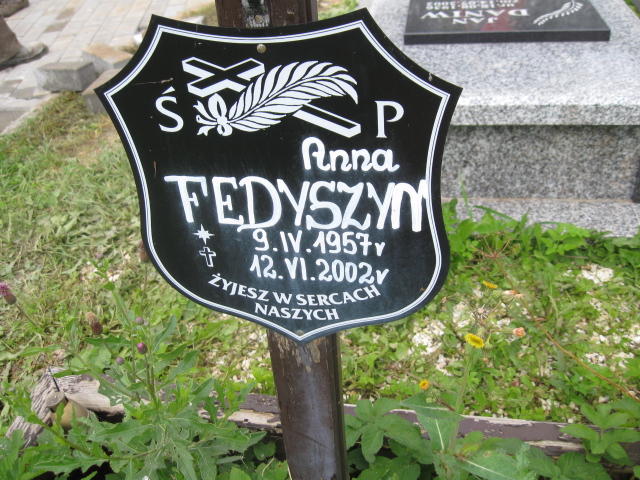 Ś P
Anna
FEDYSZYN
9.IV.1957r
12.VI.2002r
ŻYJESZ W SERCACH
NASZYCH